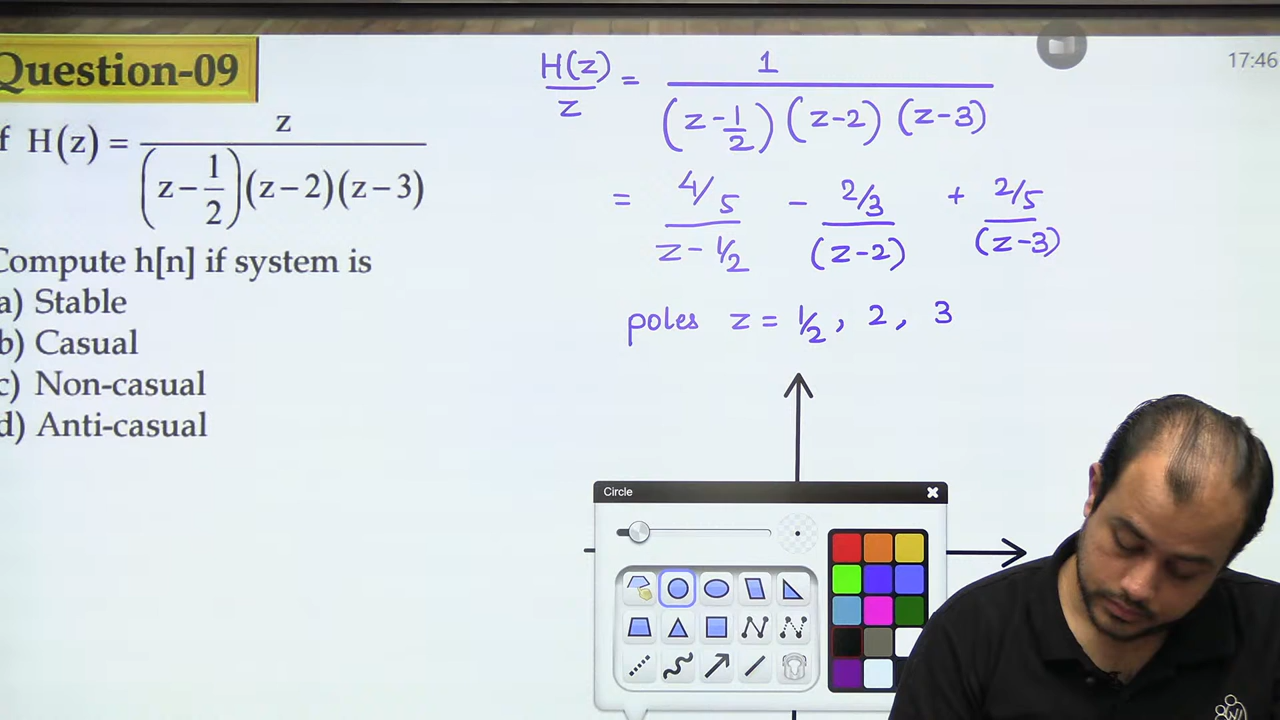 Question-09
f H(z) = z / (z - 1/2)(z - 2)(z - 3)
Compute h[n] if system is
a) Stable
b) Casual
c) Non-casual
d) Anti-casual
H(z)/z = 1 / (z - 1/2) (z-2) (z-3)
= 4/5 / z - 1/2 - 2/3 / (z-2) + 2/5 / (z-3)
poles z = 1/2, 2, 3
17:46
Circle